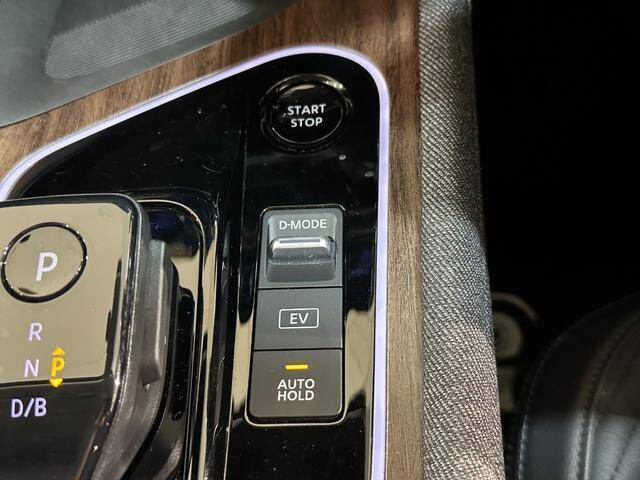 START
STOP
D-MODE
EV
AUTO
HOLD
P
R
N P
D/B